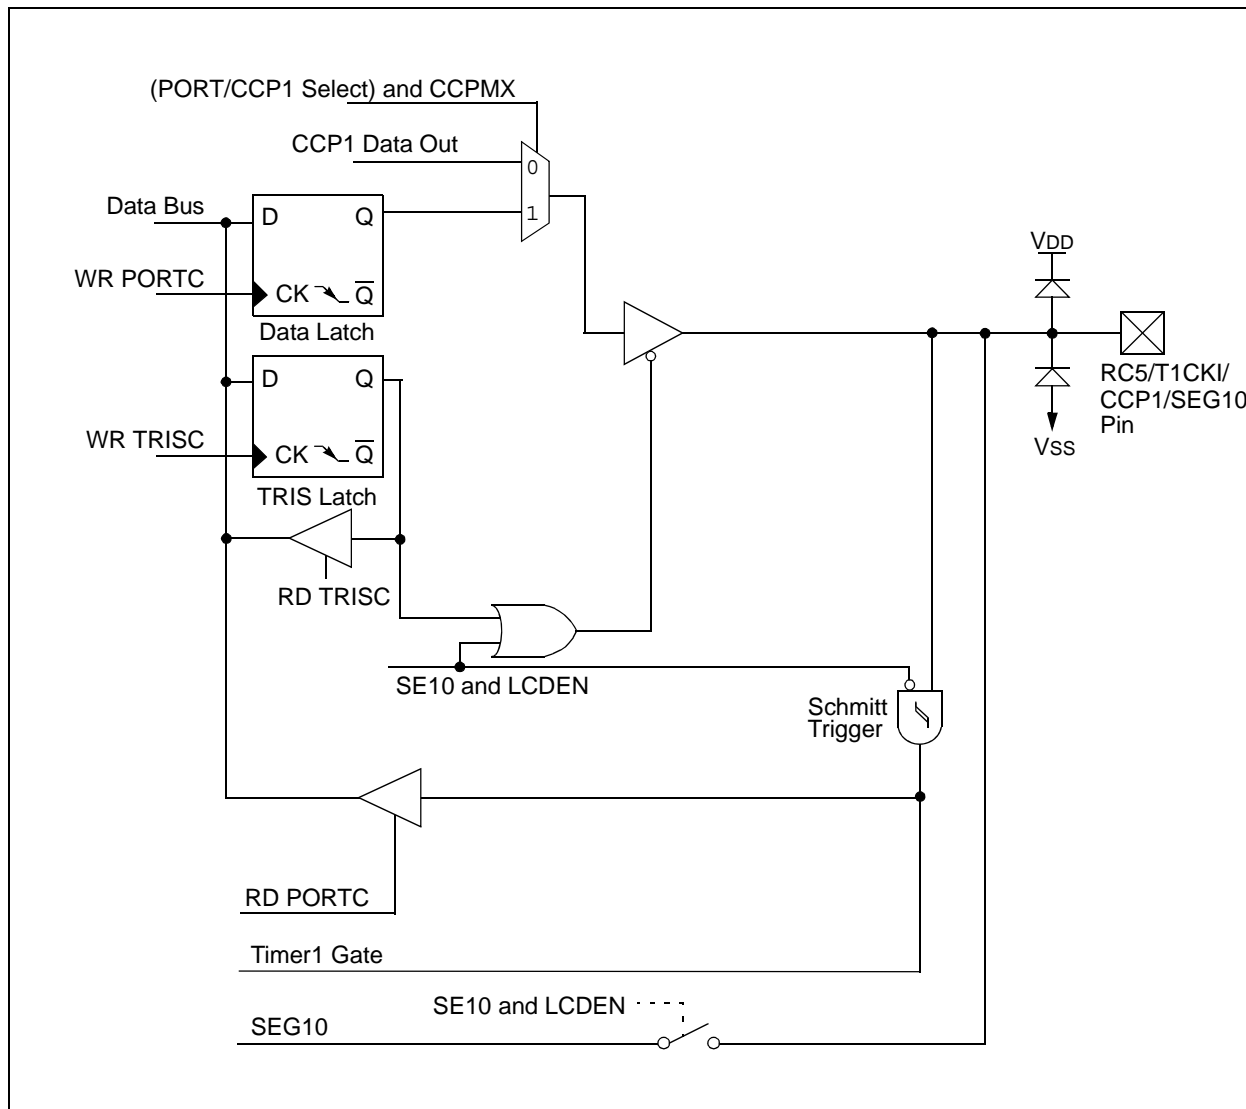 (PORT/CCP1 Select) and CCPMX
CCP1 Data Out
0
Data Bus
D
Q
1
VDD
WR PORTC
CK
Q
Data Latch
D
Q
RC5/T1CKI/
CCP1/SEG10
Pin
WR TRISC
CK
Q
VSS
TRIS Latch
RD TRISC
SE10 and LCDEN
Schmitt
Trigger
RD PORTC
Timer1 Gate
SE10 and LCDEN
SEG10